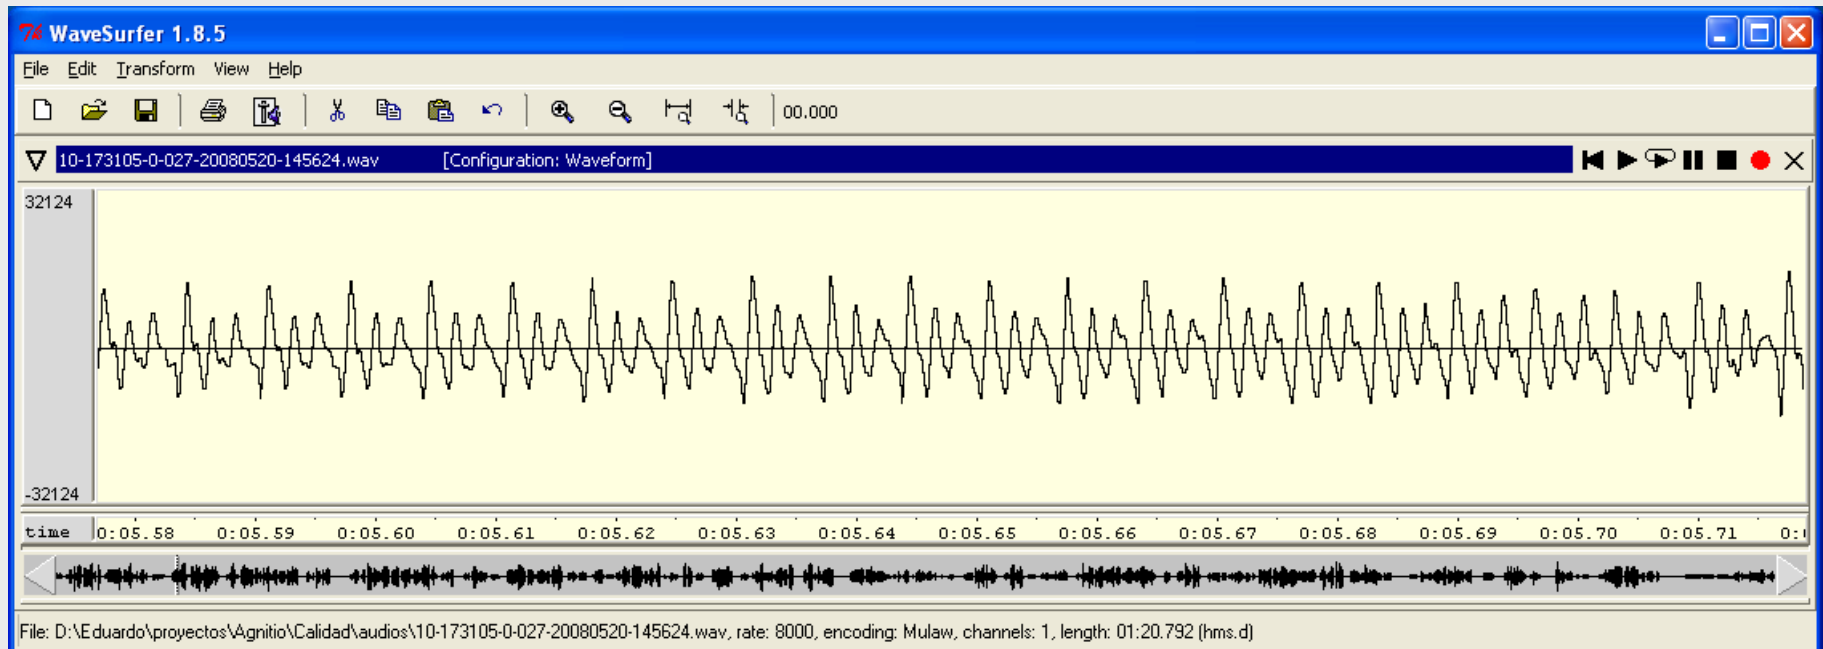 WaveSurfer 1.8.5
File Edit Transform View Help
00.000
10-173105-0-027-20080520-145624.wav [Configuration: Waveform]
32124
-32124
time 0:05.58 0:05.59 0:05.60 0:05.61 0:05.62 0:05.63 0:05.64 0:05.65 0:05.66 0:05.67 0:05.68 0:05.69 0:05.70 0:05.71
File: D:\Eduardo\proyectos\Agnitio\Calidad\audios\10-173105-0-027-20080520-145624.wav, rate: 8000, encoding: Mulaw, channels: 1, length: 01:20.792 (hms.d)